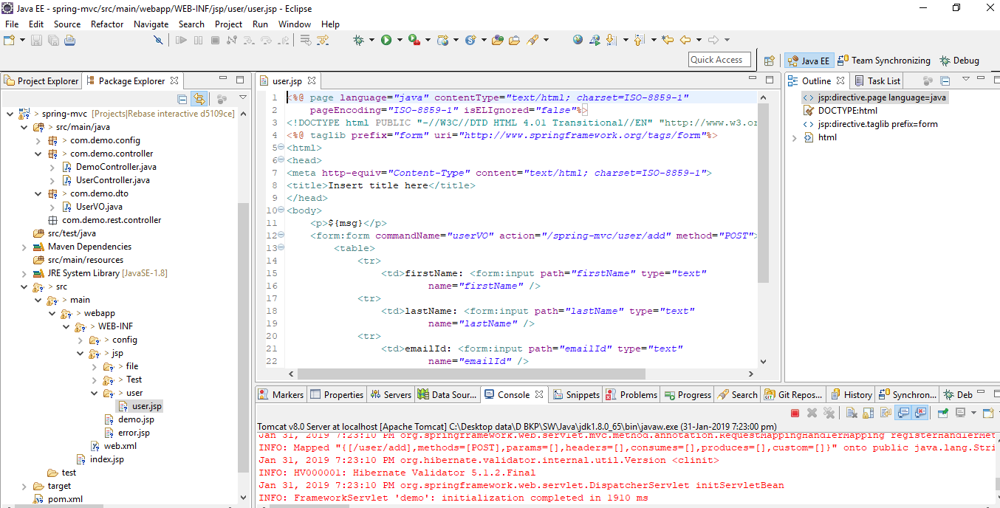 Java EE - spring-mvc/src/main/webapp/WEB-INF/jsp/user/user.jsp - Eclipse
File Edit Source Refactor Navigate Search Project Run Window Help
Quick Access
Java EE Team Synchronizing Debug
Project Explorer Package Explorer
> spring-mvc [Projects|Rebase interactive d5109ce]
> src/main/java
> com.demo.config
> com.demo.controller
DemoController.java
UserController.java
> com.demo.dto
UserVO.java
com.demo.rest.controller
src/test/java
Maven Dependencies
src/main/resources
JRE System Library [JavaSE-1.8]
> src
> main
> webapp
> WEB-INF
> config
> jsp
> file
> Test
> user
user.jsp
demo.jsp
error.jsp
web.xml
index.jsp
test
target
pom.xml
user.jsp
1 <%@ page language="java" contentType="text/html; charset=ISO-8859-1"
2 pageEncoding="ISO-8859-1" isELIgnored="false"%>
3 <!DOCTYPE html PUBLIC "-//W3C//DTD HTML 4.01 Transitional//EN" "http://www.w3.or
4 <%@ taglib prefix="form" uri="http://www.springframework.org/tags/form"%>
5 <html>
6 <head>
7 <meta http-equiv="Content-Type" content="text/html; charset=ISO-8859-1">
8 <title>Insert title here</title>
9 </head>
10 <body>
11 <p>${msg}</p>
12 <form:form commandName="userVO" action="/spring-mvc/user/add" method="POST">
13 <table>
14 <tr>
15 <td>firstName: <form:input path="firstName" type="text"
16 name="firstName" />
17 <tr>
18 <td>lastName: <form:input path="lastName" type="text"
19 name="lastName" />
20 <tr>
21 <td>emailId: <form:input path="emailId" type="text"
22 name="emailId" />
Outline Task List
jsp:directive.page language=java
DOCTYPE:html
jsp:directive.taglib prefix=form
html
Markers Properties Servers Data Sour... Console Snippets Problems Progress Search Git Repos... History Synchron... Deb
Tomcat v8.0 Server at localhost [Apache Tomcat] C:\Desktop data\D BKP\SW\Java\jdk1.8.0_65\bin\javaw.exe (31-Jan-2019 7:23:00 pm)
Jan 31, 2019 7:23:10 PM org.springframework.web.servlet.mvc.method.annotation.RequestMappingHandlerMapping registerHandlerMet
INFO: Mapped "{[/user/add],methods=[POST],params=[],headers=[],consumes=[],produces=[],custom=[]}" onto public java.lang.Stri
Jan 31, 2019 7:23:10 PM org.hibernate.validator.internal.util.Version <clinit>
INFO: HV000001: Hibernate Validator 5.1.2.Final
Jan 31, 2019 7:23:10 PM org.springframework.web.servlet.DispatcherServlet initServletBean
INFO: FrameworkServlet 'demo': initialization completed in 1910 ms